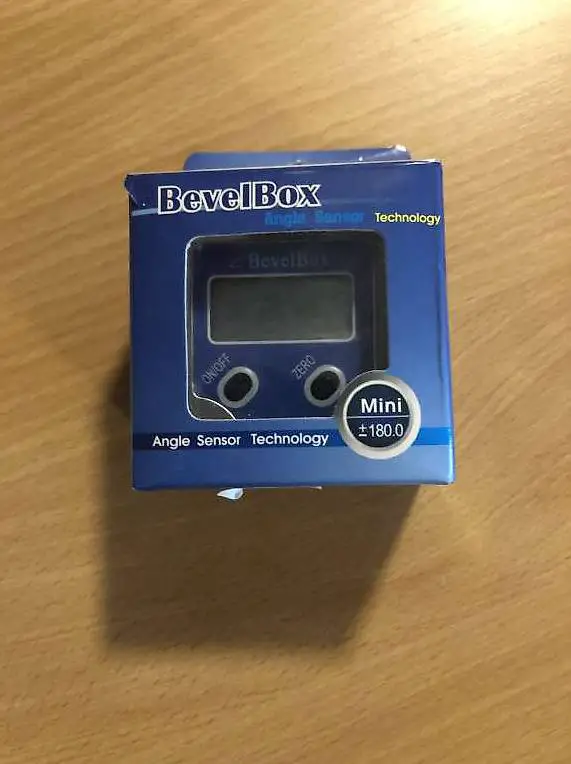 BevelBox
Angle Sensor Technology
BevelBox
ON/OFF
ZERO
Mini
±180.0
Angle Sensor Technology